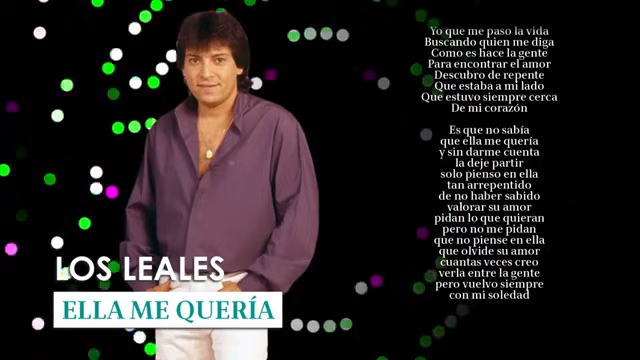 Yo que me paso la vida
Buscando quien me diga
Como es hace la gente
Para encontrar el amor
Descubro de repente
Que estaba a mi lado
Que estuvo siempre cerca
De mi corazón
Es que no sabía
que ella me quería
y sin darme cuenta
la deje partir
solo pienso en ella
tan arrepentido
de no haber sabido
valorar su amor
pidan lo que quieran
pero no me pidan
que no piense en ella
que olvide su amor
cuantas veces creo
verla entre la gente
pero vuelvo siempre
con mi soledad
LOS LEALES
ELLA ME QUERÍA